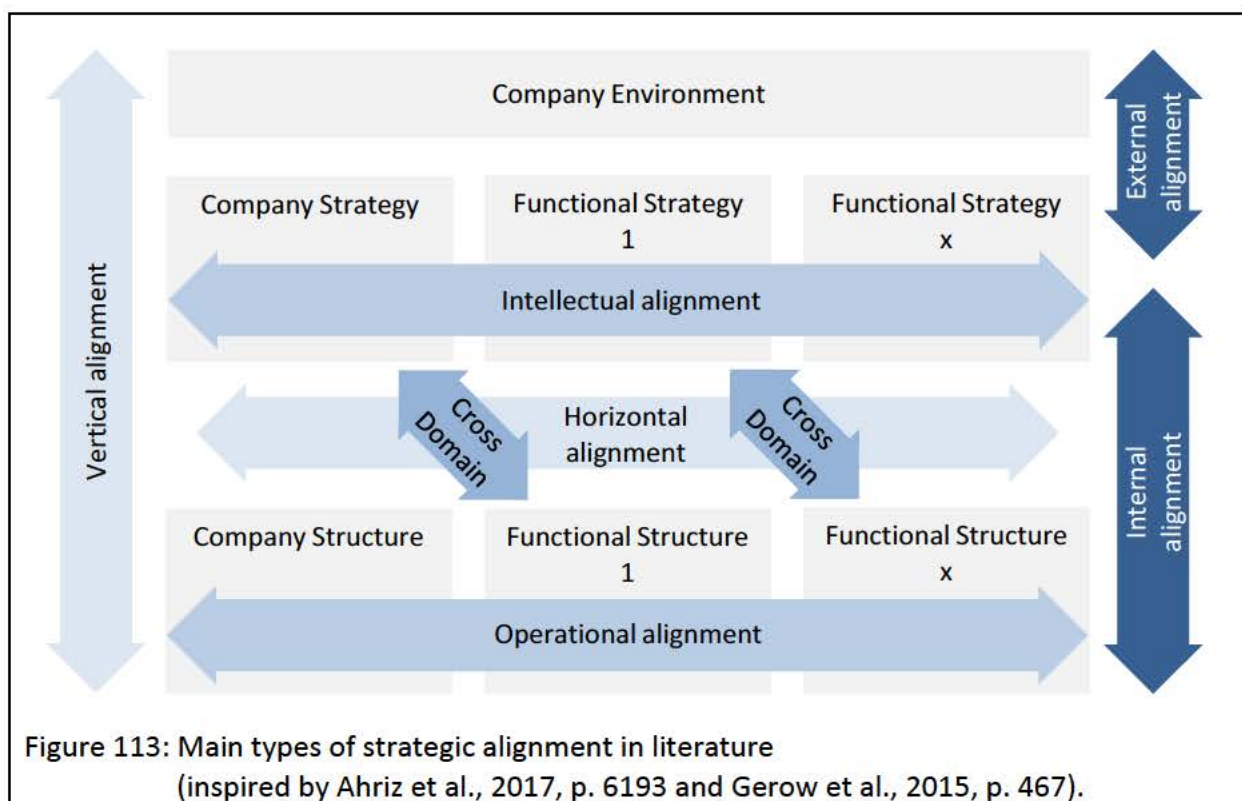 Company Environment
External
alignment
Vertical alignment
Company Strategy
Functional Strategy
1
Functional Strategy
x
Intellectual alignment
Cross
Domain
Horizontal
alignment
Cross
Domain
Internal
alignment
Company Structure
Functional Structure
1
Functional Structure
x
Operational alignment
Figure 113: Main types of strategic alignment in literature
(inspired by Ahriz et al., 2017, p. 6193 and Gerow et al., 2015, p. 467).